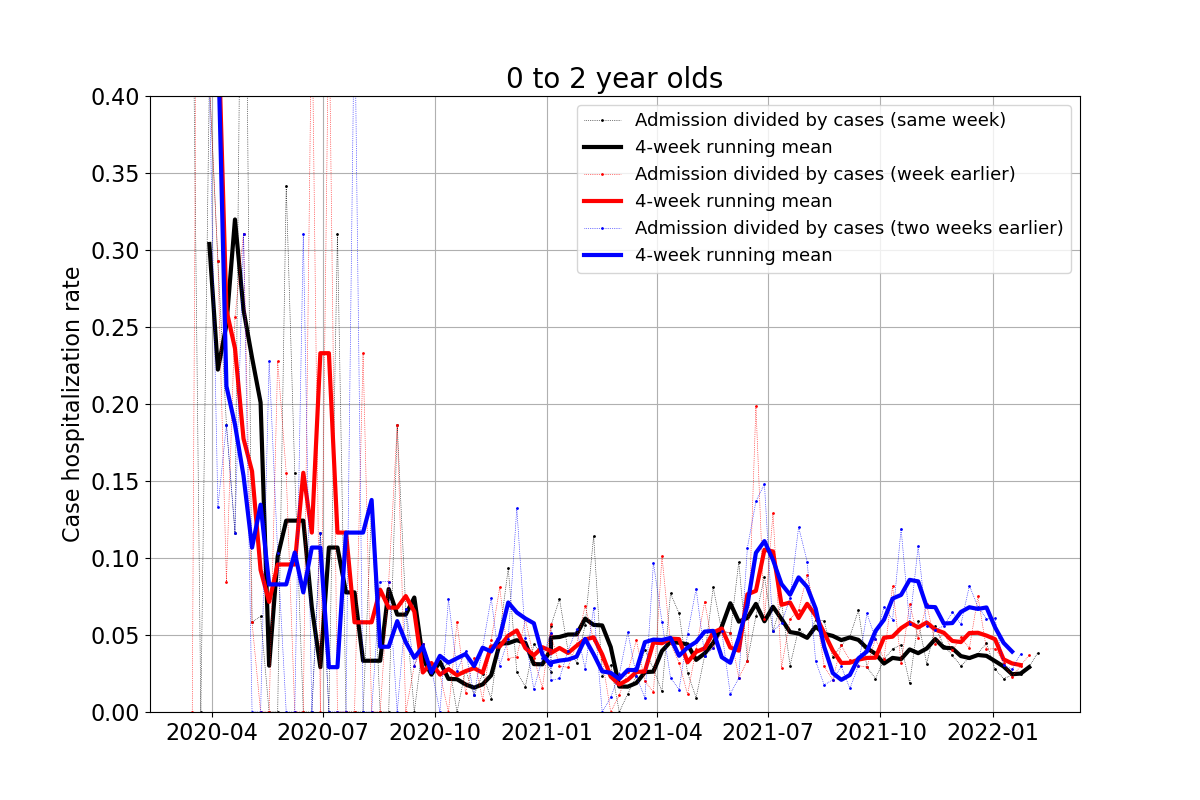 0 to 2 year olds
Case hospitalization rate
0.40
0.35
0.30
0.25
0.20
0.15
0.10
0.05
0.00
Admission divided by cases (same week)
4-week running mean
Admission divided by cases (week earlier)
4-week running mean
Admission divided by cases (two weeks earlier)
4-week running mean
2020-04 2020-07 2020-10 2021-01 2021-04 2021-07 2021-10 2022-01